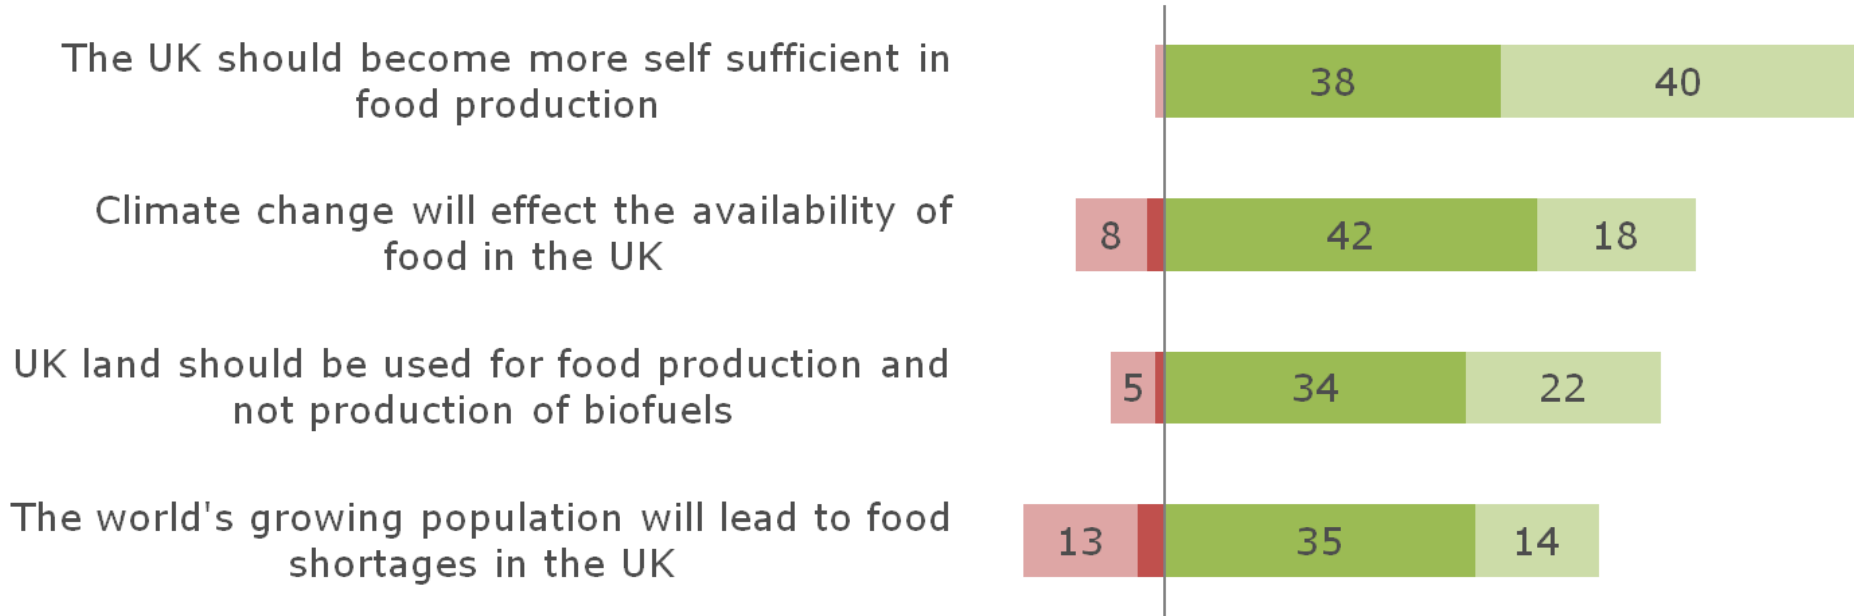 The UK should become more self sufficient in
food production
38 40
Climate change will effect the availability of
food in the UK
8 42 18
UK land should be used for food production and
not production of biofuels
5 34 22
The world's growing population will lead to food
shortages in the UK
13 35 14